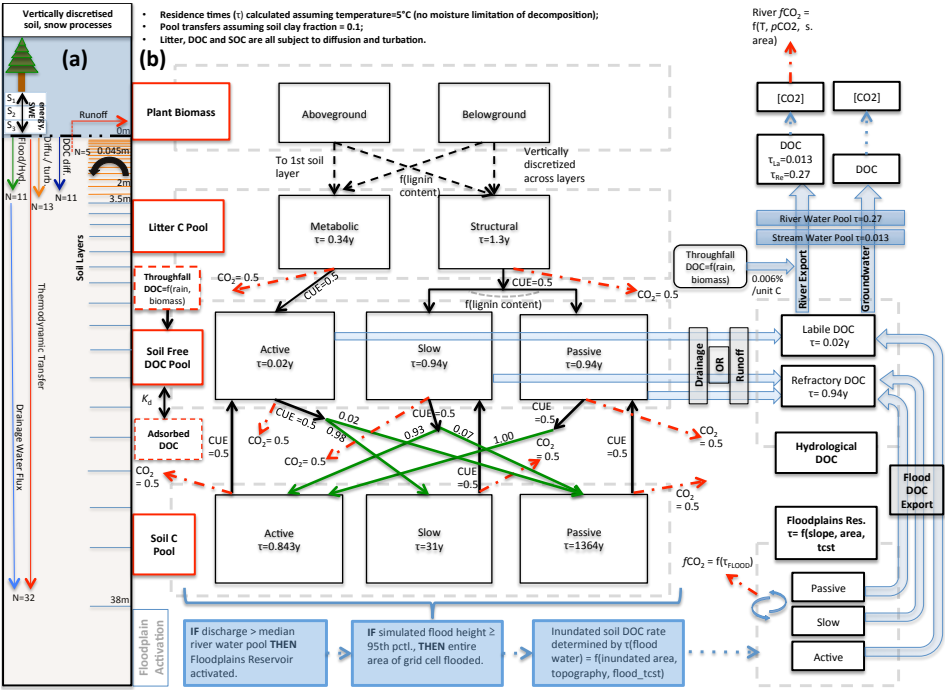 Vertically discretised
soil, snow processes
(a)
(b)
• Residence times (τ) calculated assuming temperature=5°C (no moisture limitation of decomposition);
• Pool transfers assuming soil clay fraction = 0.1;
• Litter, DOC and SOC are all subject to diffusion and turbation.
River fCO2 =
f(T, pCO2, s.
area)
S1
S2
S3
energy,
SWE
Runoff
0m
N=5
0.045m
2m
3.5m
38m
Flood/Hyd
Diffu/ turb
DOC diff.
N=11
N=13
N=11
Soil Layers
Thermodynamic Transfer
Drainage Water Flux
N=32
Plant Biomass
Aboveground
Belowground
To 1st soil
layer
f(lignin
content)
Vertically
discretized
across layers
Litter C Pool
Metabolic
τ= 0.34y
Structural
τ=1.3y
CO2= 0.5
CUE=0.5
CUE=0.5
CO2= 0.5
f(lignin content)
Throughfall
DOC=f(rain,
biomass)
Soil Free
DOC Pool
Active
τ=0.02y
Slow
τ=0.94y
Passive
τ=0.94y
Kd
Adsorbed
DOC
CUE
=0.5
CUE=0.5
0.02
0.98
CO2=0.5
CO2= 0.5
CUE=0.5
0.93
0.07
1.00
CUE
=0.5
CUE
=0.5
CO2
= 0.5
CUE
=0.5
CO2
= 0.5
CO2
= 0.5
CO2
= 0.5
Soil C
Pool
Active
τ=0.843y
Slow
τ=31y
Passive
τ=1364y
[CO2]
[CO2]
DOC
τLa=0.013
τRe=0.27
DOC
River Water Pool τ=0.27
Stream Water Pool τ=0.013
Throughfall
DOC=f(rain,
biomass)
0.006%
/unit C
River Export
Groundwater
Drainage
OR
Runoff
Labile DOC
τ= 0.02y
Refractory DOC
τ= 0.94y
Hydrological
DOC
Flood
DOC
Export
Floodplains Res.
τ= f(slope, area,
tcst
fCO2 = f(τFLOOD)
Passive
Slow
Active
Floodplain
Activation
IF discharge > median
river water pool THEN
Floodplains Reservoir
activated.
IF simulated flood height ≥
95th pctl., THEN entire
area of grid cell flooded.
Inundated soil DOC rate
determined by τ(flood
water) = f(inundated area,
topography, flood_tcst)